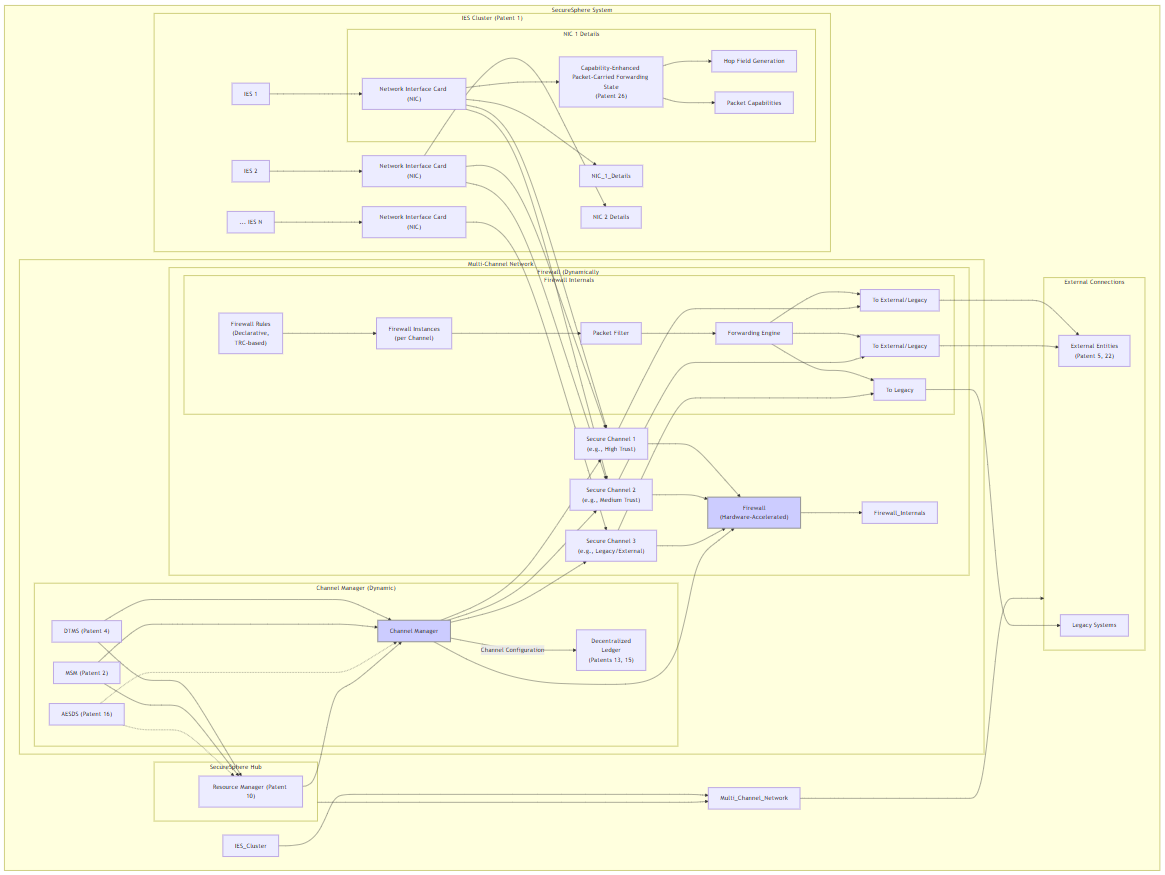 SecureSphere System
IES Cluster (Patent 1)
NIC 1 Details
IES 1
Network Interface Card
(NIC)
Capability-Enhanced
Packet-Carried Forwarding
State
(Patent 26)
Hop Field Generation
Packet Capabilities
IES 2
Network Interface Card
(NIC)
NIC_1_Details
... IES N
Network Interface Card
(NIC)
NIC 2 Details
Multi-Channel Network
Firewall (Dynamically
Firewall Internals
Firewall Rules
(Declarative,
TRC-based)
Firewall Instances
(per Channel)
Packet Filter
Forwarding Engine
To External/Legacy
To External/Legacy
To Legacy
External Connections
External Entities
(Patent 5, 22)
Secure Channel 1
(e.g., High Trust)
Secure Channel 2
(e.g., Medium Trust)
Secure Channel 3
(e.g., Legacy/External)
Firewall
(Hardware-Accelerated)
Firewall_Internals
Channel Manager (Dynamic)
DTMS (Patent 4)
MSM (Patent 2)
AESDS (Patent 16)
Channel Manager
Channel Configuration
Decentralized
Ledger
(Patents 13, 15)
Legacy Systems
SecureSphere Hub
Resource Manager (Patent
10)
Multi_Channel_Network
IES_Cluster